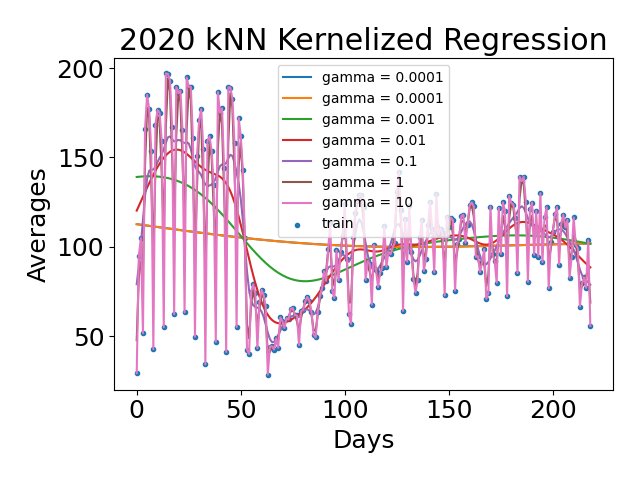 2020 kNN Kernelized Regression
Averages
200
150
100
50
gamma = 0.0001
gamma = 0.0001
gamma = 0.001
gamma = 0.01
gamma = 0.1
gamma = 1
gamma = 10
train
0
50
100
150
200
Days